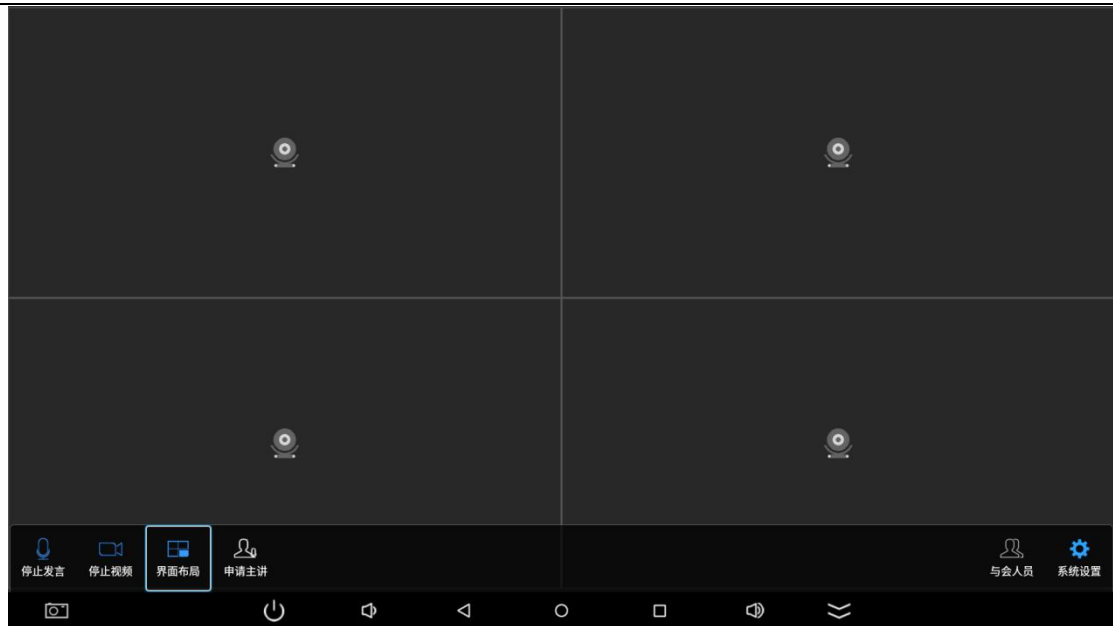 停止发言
停止视频
界面布局
申请主讲
与会人员
系统设置